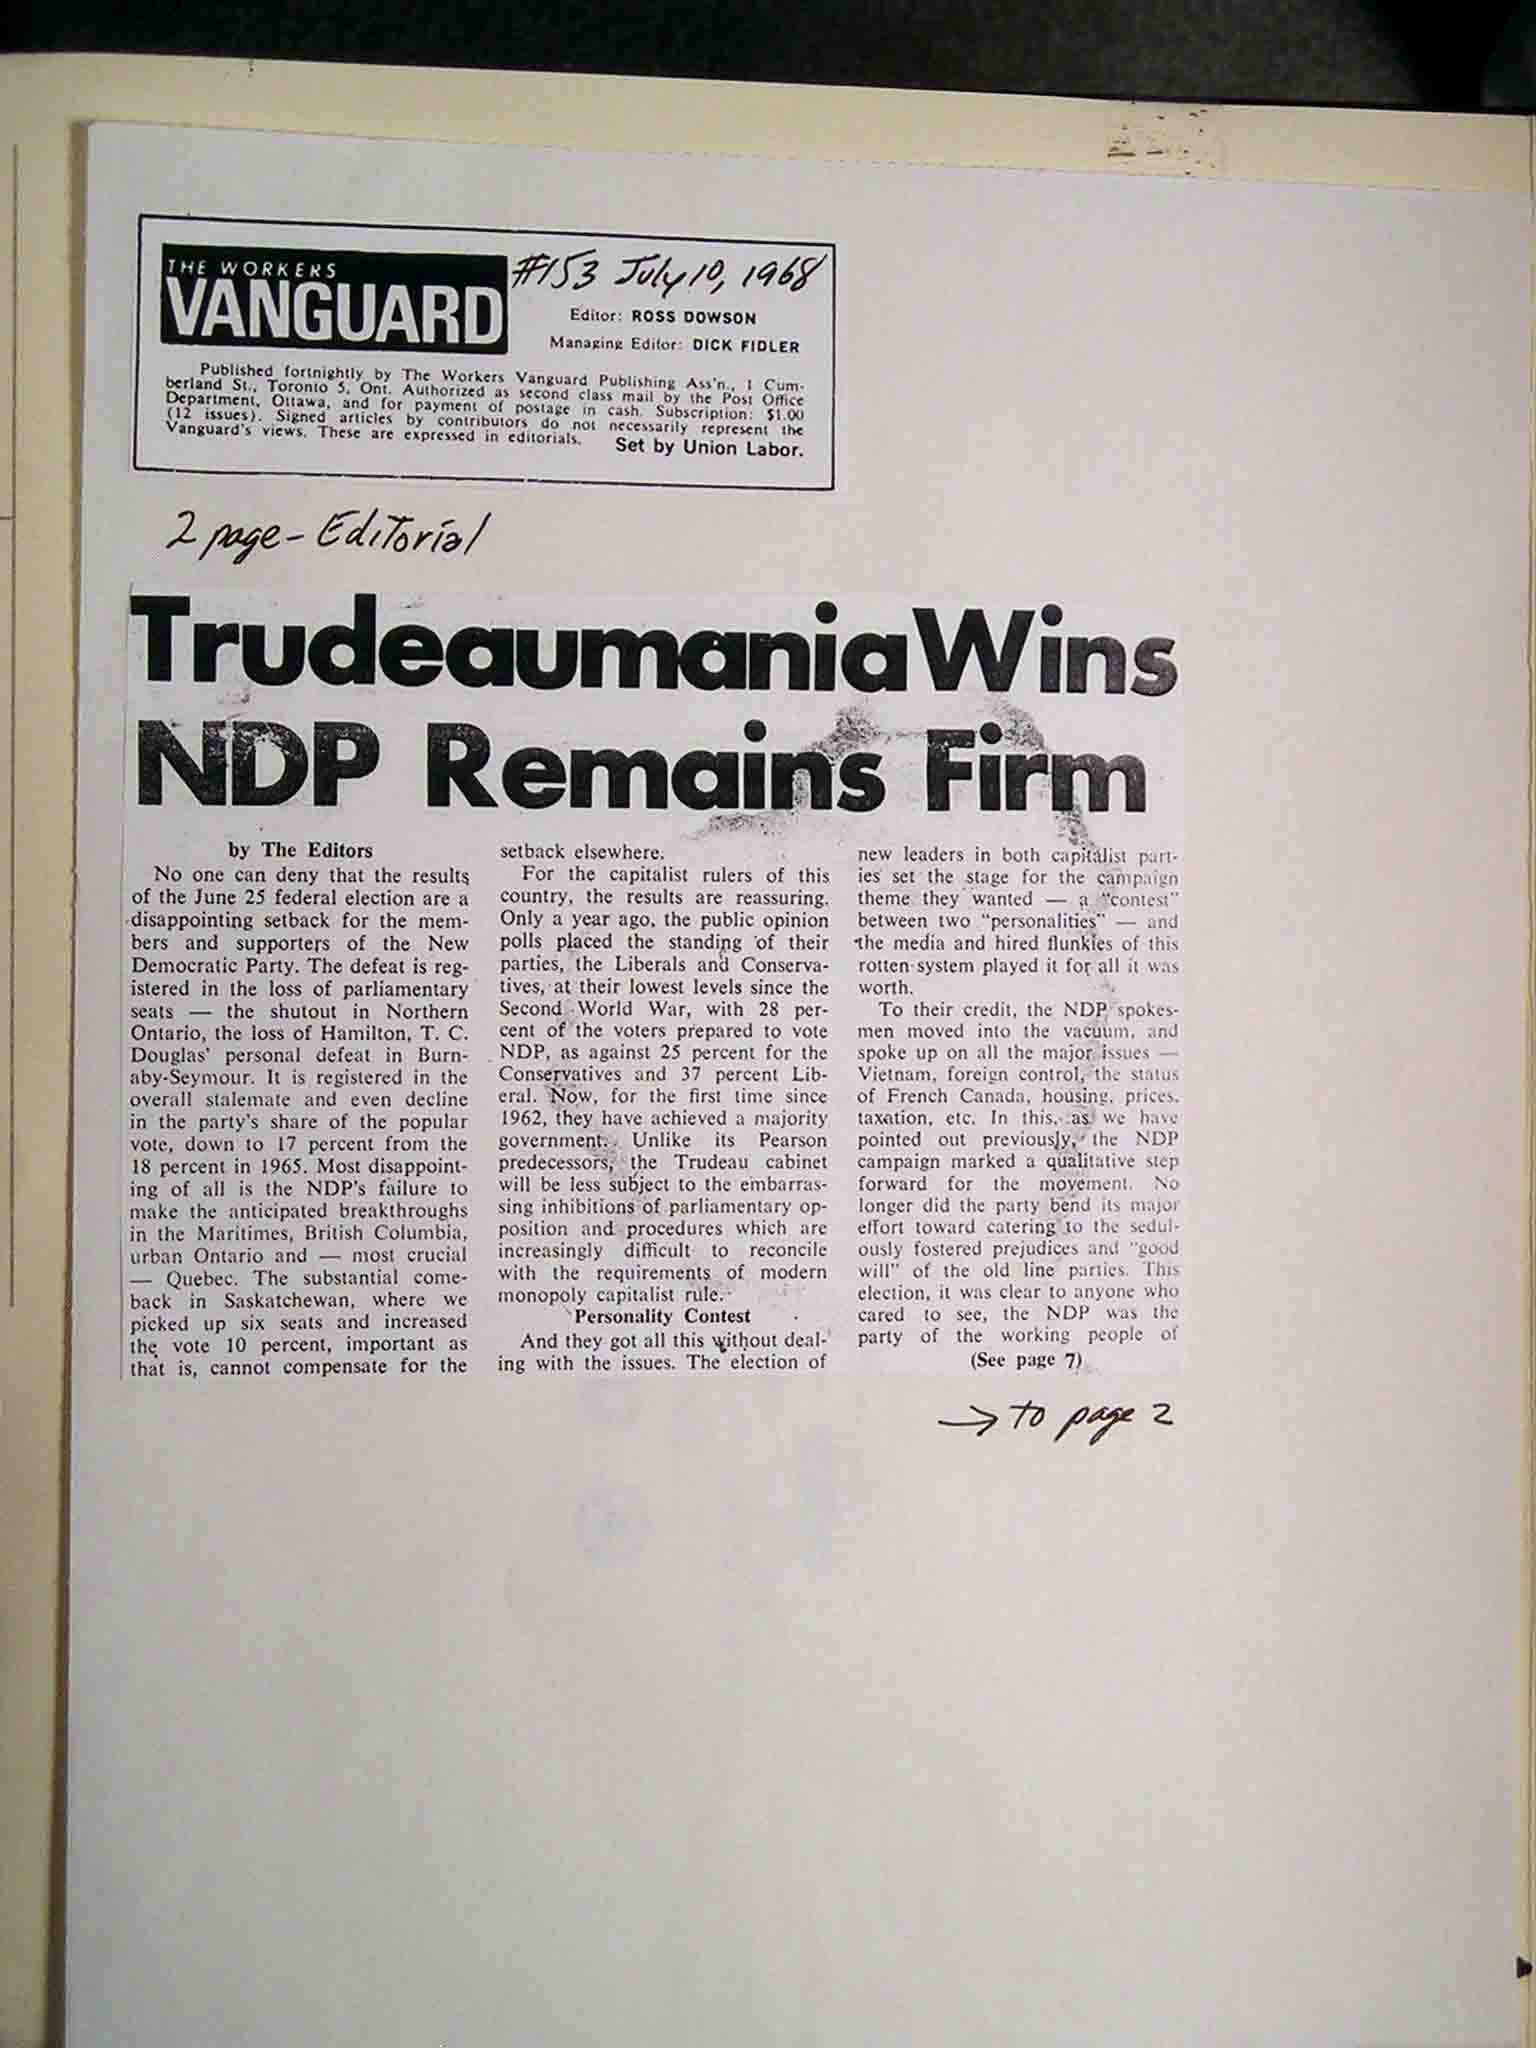 THE WORKERS
VANGUARD
#153 July 10, 1968
Editor: ROSS DOWSON
Managing Editor: DICK FIDLER
Published fortnightly by The Workers Vanguard Publishing Ass'n., 1 Cum-
berland St., Toronto 5, Ont. Authorized as second class mail by the Post Office
Department, Ottawa, and for payment of postage in cash. Subscription: $1.00
(12 issues). Signed articles by contributors do not necessarily represent the
Vanguard's views. These are expressed in editorials. Set by Union Labor.
2 page - Editorial
Trudeaumania Wins
NDP Remains Firm
by The Editors
No one can deny that the results
of the June 25 federal election are a
disappointing setback for the mem-
bers and supporters of the New
Democratic Party. The defeat is reg-
istered in the loss of parliamentary
seats — the shutout in Northern
Ontario, the loss of Hamilton, T. C.
Douglas' personal defeat in Burn-
aby-Seymour. It is registered in the
overall stalemate and even decline
in the party's share of the popular
vote, down to 17 percent from the
18 percent in 1965. Most disappoint-
ing of all is the NDP's failure to
make the anticipated breakthroughs
in the Maritimes, British Columbia,
urban Ontario and — most crucial
— Quebec. The substantial come-
back in Saskatchewan, where we
picked up six seats and increased
the vote 10 percent, important as
that is, cannot compensate for the
setback elsewhere.
For the capitalist rulers of this
country, the results are reassuring.
Only a year ago, the public opinion
polls placed the standing of their
parties, the Liberals and Conserva-
tives, at their lowest levels since the
Second World War, with 28 per-
cent of the voters prepared to vote
NDP, as against 25 percent for the
Conservatives and 37 percent Lib-
eral. Now, for the first time since
1962, they have achieved a majority
government. Unlike its Pearson
predecessors, the Trudeau cabinet
will be less subject to the embarras-
sing inhibitions of parliamentary op-
position and procedures which are
increasingly difficult to reconcile
with the requirements of modern
monopoly capitalist rule.
Personality Contest
And they got all this without deal-
ing with the issues. The election of
new leaders in both capitalist part-
ies set the stage for the campaign
theme they wanted — a "contest"
between two "personalities" — and
the media and hired flunkies of this
rotten system played it for all it was
worth.
To their credit, the NDP spokes-
men moved into the vacuum, and
spoke up on all the major issues —
Vietnam, foreign control, the status
of French Canada, housing, prices,
taxation, etc. In this, as we have
pointed out previously, the NDP
campaign marked a qualitative step
forward for the movement. No
longer did the party bend its major
effort toward catering to the sedul-
ously fostered prejudices and "good
will" of the old line parties. This
election, it was clear to anyone who
cared to see, the NDP was the
party of the working people of
(See page 7)
→ to page 2